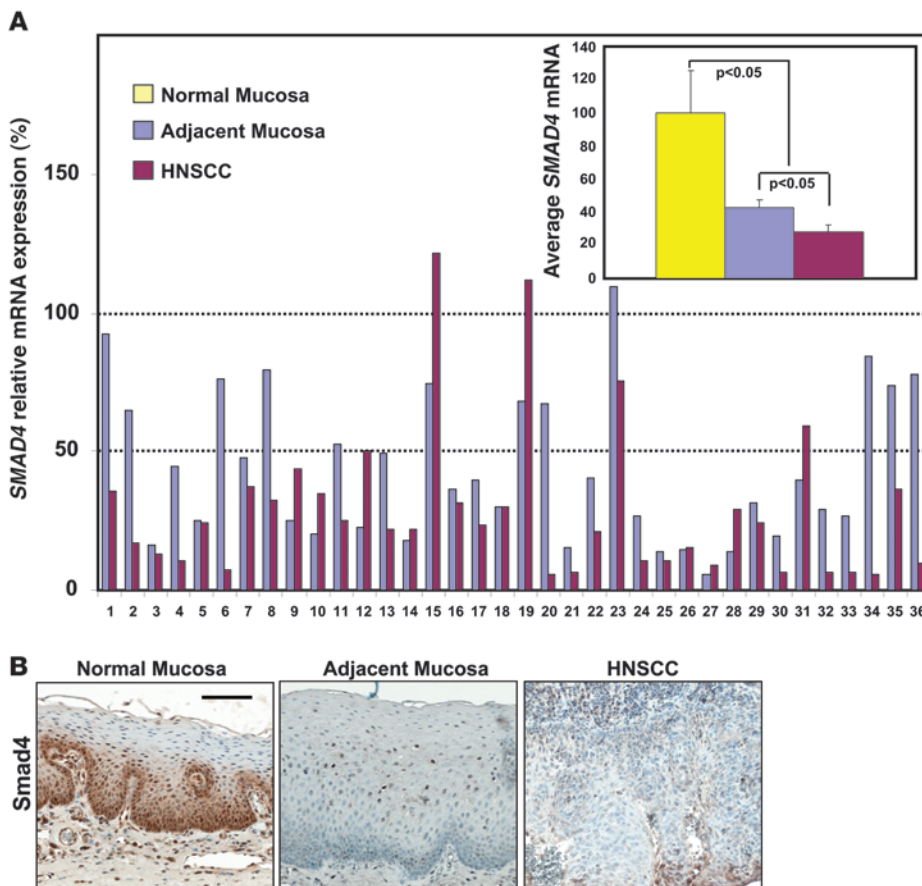 A
SMAD4 relative mRNA expression (%)
150
100
50
0
Normal Mucosa
Adjacent Mucosa
HNSCC
Average SMAD4 mRNA
140
120
100
80
60
40
20
0
p<0.05
p<0.05
1 2 3 4 5 6 7 8 9 10 11 12 13 14 15 16 17 18 19 20 21 22 23 24 25 26 27 28 29 30 31 32 33 34 35 36
B
Normal Mucosa Adjacent Mucosa HNSCC
Smad4